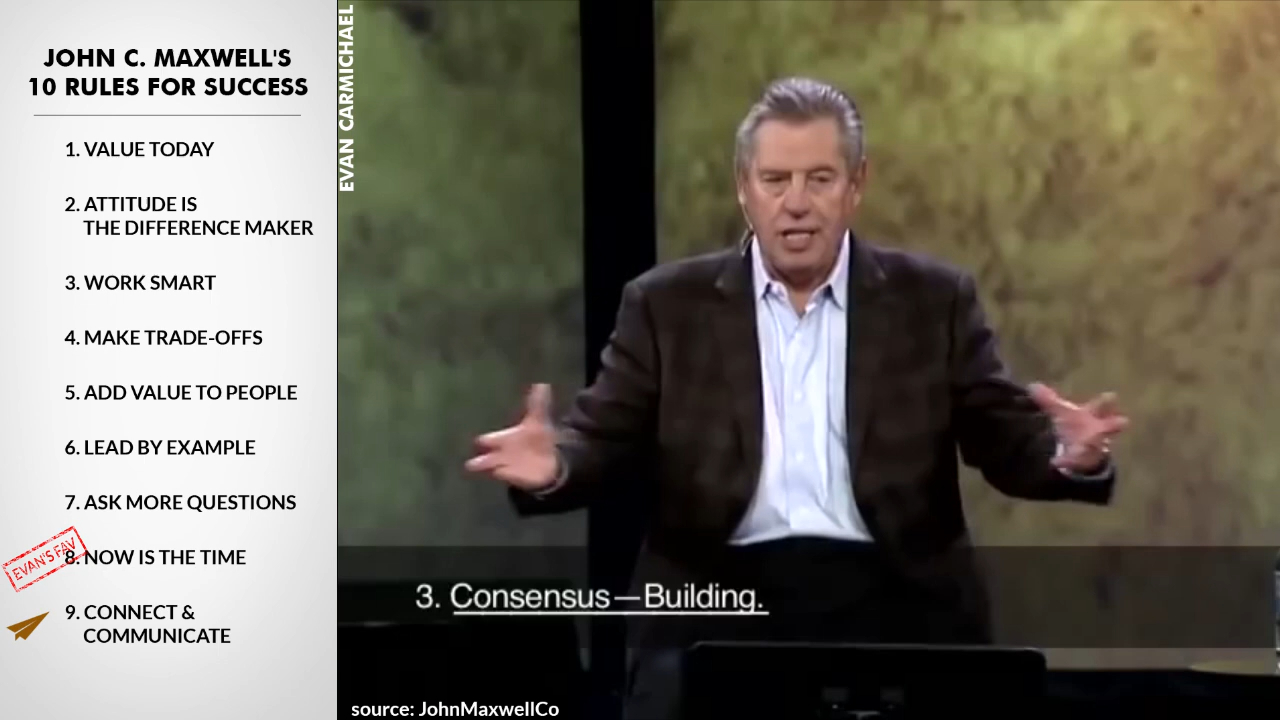 JOHN C. MAXWELL'S
10 RULES FOR SUCCESS
1. VALUE TODAY
2. ATTITUDE IS
THE DIFFERENCE MAKER
3. WORK SMART
4. MAKE TRADE-OFFS
5. ADD VALUE TO PEOPLE
6. LEAD BY EXAMPLE
7. ASK MORE QUESTIONS
EVAN'S FAV
8. NOW IS THE TIME
9. CONNECT &
COMMUNICATE
EVAN CARMICHAEL
3. Consensus—Building.
source: JohnMaxwellCo